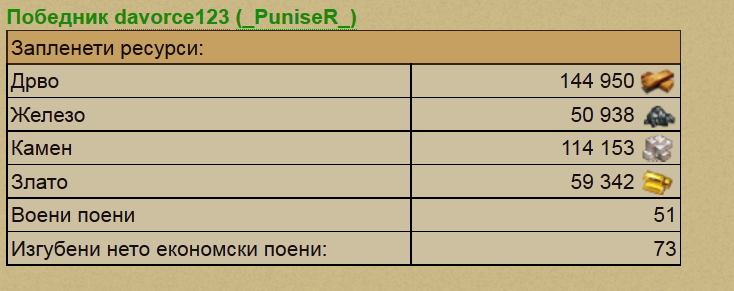 Победник davorce123 (_PuniseR_)
Запленети ресурси:
Дрво 144 950
Железо 50 938
Камен 114 153
Злато 59 342
Воени поени 51
Изгубени нето економски поени: 73